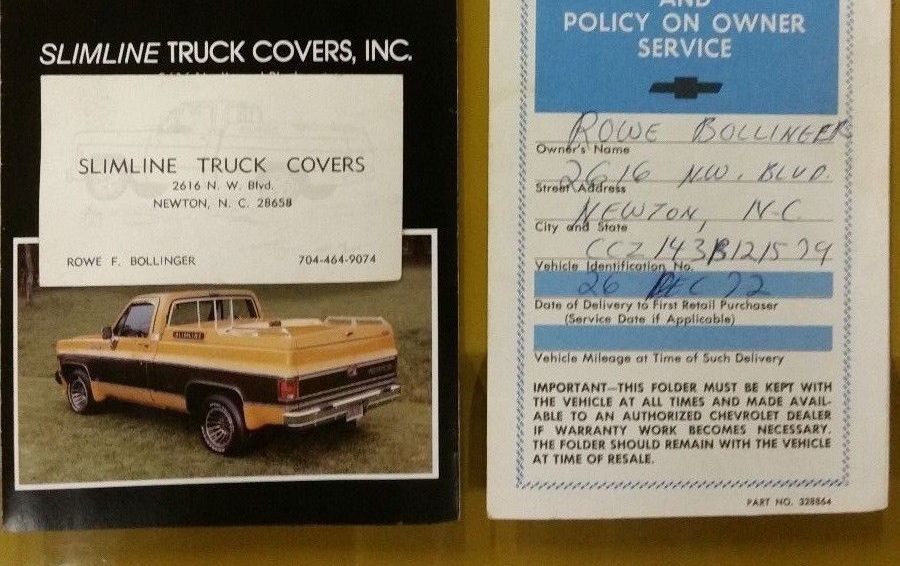 SLIMLINE TRUCK COVERS, INC.
SLIMLINE TRUCK COVERS
2616 N. W. Blvd.
NEWTON, N. C. 28658
ROWE F. BOLLINGER 704-464-9074
SLIMLINE
AND
POLICY ON OWNER
SERVICE
ROWE BOLLINGER
Owner's Name
2616 N.W. BLVD.
Street Address
NEWTON, N.C.
City and State
CCZ143B121579
Vehicle Identification No.
26 DEC 72
Date of Delivery to First Retail Purchaser
(Service Date if Applicable)
Vehicle Mileage at Time of Such Delivery
IMPORTANT—THIS FOLDER MUST BE KEPT WITH
THE VEHICLE AT ALL TIMES AND MADE AVAIL-
ABLE TO AN AUTHORIZED CHEVROLET DEALER
IF WARRANTY WORK BECOMES NECESSARY.
THE FOLDER SHOULD REMAIN WITH THE VEHICLE
AT TIME OF RESALE.
PART NO. 328864